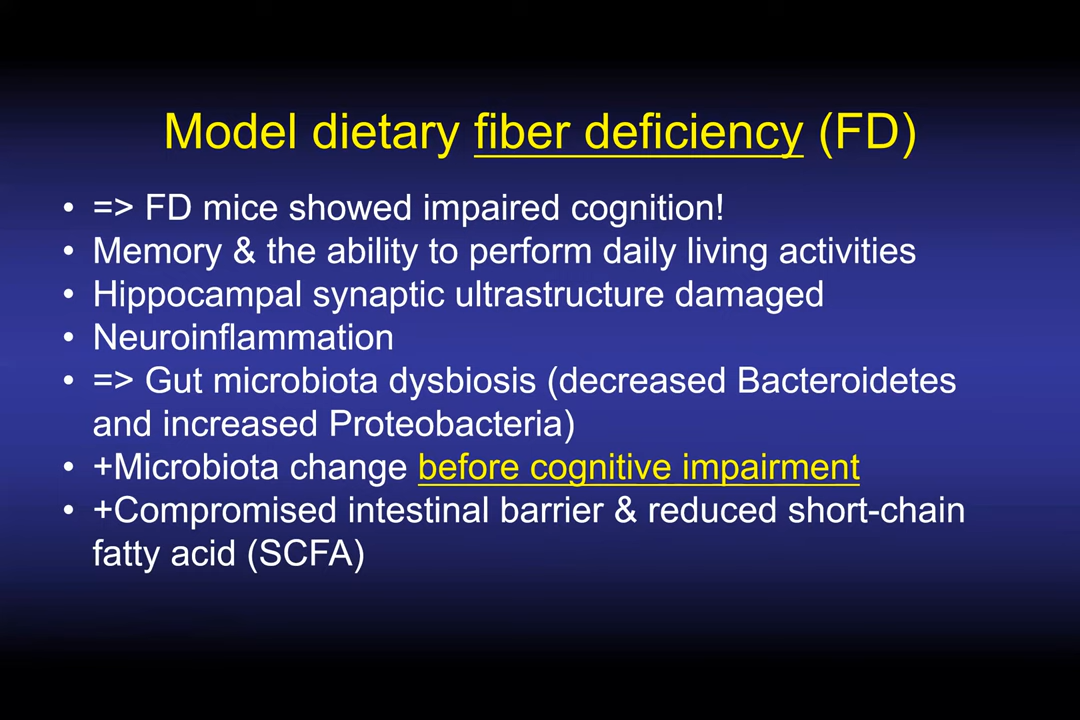 Model dietary fiber deficiency (FD)
• => FD mice showed impaired cognition!
• Memory & the ability to perform daily living activities
• Hippocampal synaptic ultrastructure damaged
• Neuroinflammation
• => Gut microbiota dysbiosis (decreased Bacteroidetes
and increased Proteobacteria)
• +Microbiota change before cognitive impairment
• +Compromised intestinal barrier & reduced short-chain
fatty acid (SCFA)